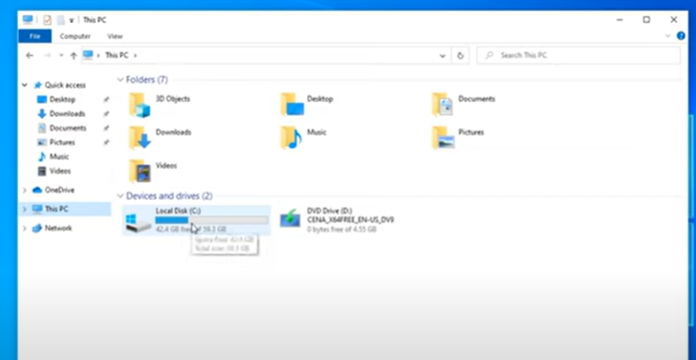 This PC
File Computer View
This PC
Search This PC
Quick access
Desktop
Downloads
Documents
Pictures
Music
Videos
OneDrive
This PC
Network
Folders (7)
3D Objects
Desktop
Documents
Downloads
Music
Pictures
Videos
Devices and drives (2)
Local Disk (C:)
42.4 GB free of 59.3 GB
Space free: 42.4 GB
Total size: 59.3 GB
DVD Drive (D:)
CENA_X64FREE_EN-US_DV9
0 bytes free of 4.55 GB